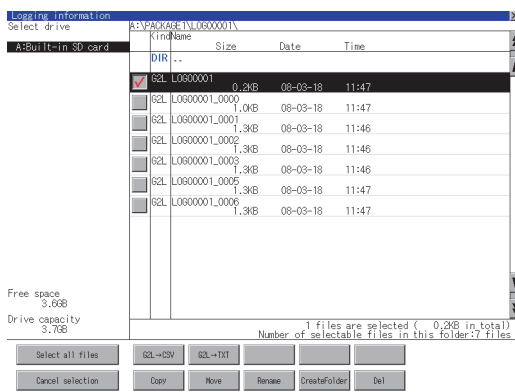 Logging information
Select drive
A:\PACKAGE1\LOG00001\
A:Built-in SD card
Kind Name
Size Date Time
DIR ..
G2L LOG00001
0.2KB 08-03-18 11:47
G2L LOG00001_0000
1.0KB 08-03-18 11:47
G2L LOG00001_0001
1.3KB 08-03-18 11:46
G2L LOG00001_0002
1.3KB 08-03-18 11:46
G2L LOG00001_0003
1.3KB 08-03-18 11:46
G2L LOG00001_0005
1.3KB 08-03-18 11:47
G2L LOG00001_0006
1.3KB 08-03-18 11:47
Free space
3.6GB
Drive capacity
3.7GB
1 files are selected ( 0.2KB in total)
Number of selectable files in this folder:7 files
Select all files G2L→CSV G2L→TXT
Cancel selection Copy Move Rename CreateFolder Del